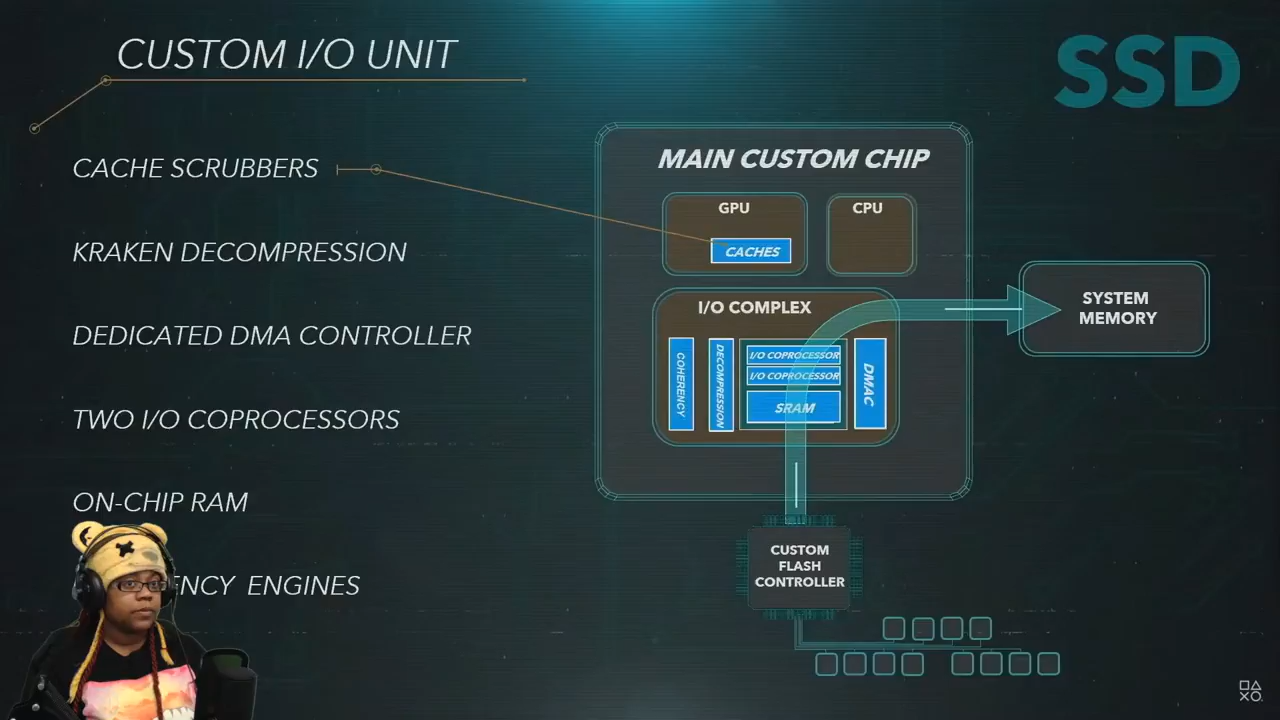 CUSTOM I/O UNIT
SSD
CACHE SCRUBBERS
KRAKEN DECOMPRESSION
DEDICATED DMA CONTROLLER
TWO I/O COPROCESSORS
ON-CHIP RAM
ENGINES
MAIN CUSTOM CHIP
GPU
CACHES
CPU
I/O COMPLEX
COHERENCY
DECOMPRESSION
I/O COPROCESSOR
I/O COPROCESSOR
SRAM
DMAC
SYSTEM
MEMORY
CUSTOM
FLASH
CONTROLLER